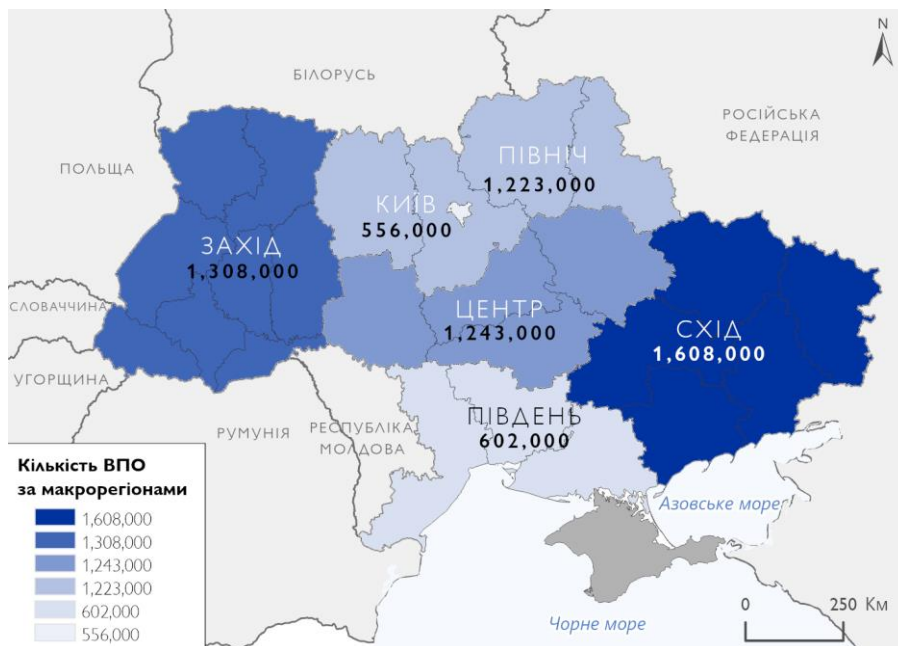 N
БІЛОРУСЬ
РОСІЙСЬКА
ФЕДЕРАЦІЯ
ПОЛЬЩА
ПІВНІЧ
1,223,000
КИЇВ
556,000
ЗАХІД
1,308,000
СЛОВАЧЧИНА
ЦЕНТР
1,243,000
СХІД
1,608,000
УГОРЩИНА
РУМУНІЯ
РЕСПУБЛІКА
МОЛДОВА
ПІВДЕНЬ
602,000
Азовське море
Чорне море
0 250 Км
Кількість ВПО
за макрорегіонами
1,608,000
1,308,000
1,243,000
1,223,000
602,000
556,000